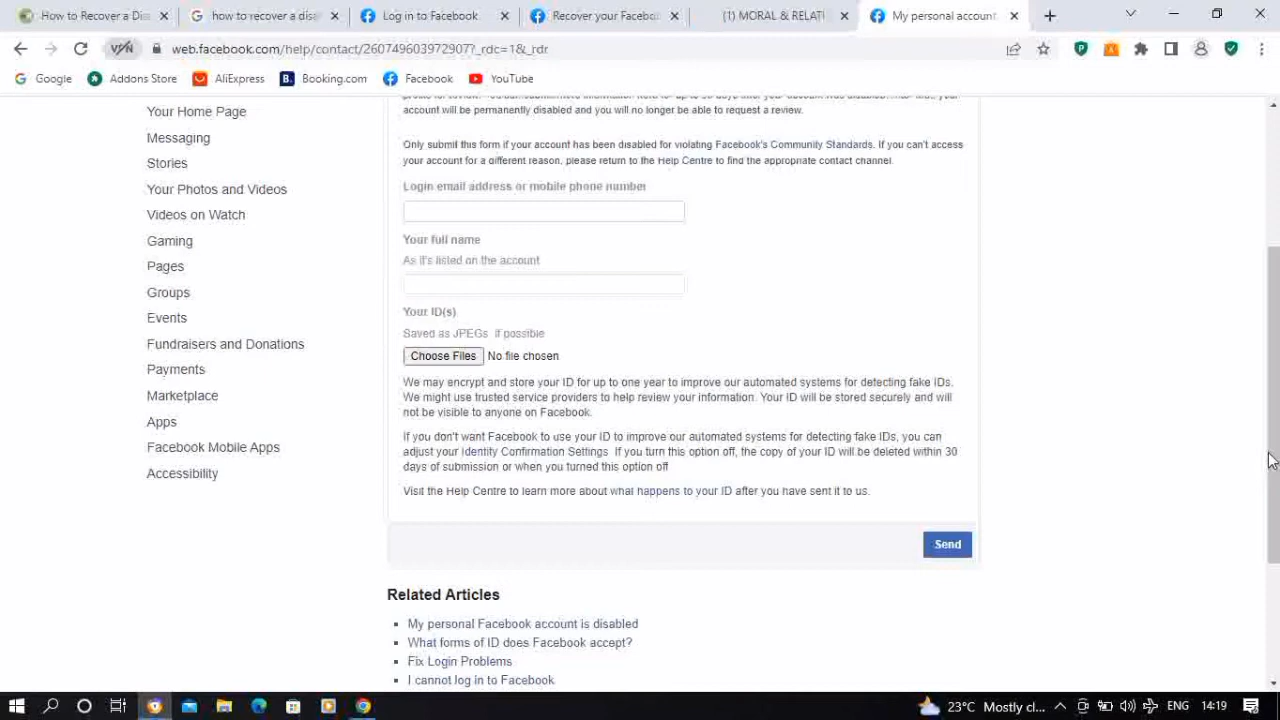 How to Recover a Dis
how to recover a disa
Log in to Facebook
Recover your Facebo
(1) MORAL & RELATI
My personal account
VPN
web.facebook.com/help/contact/260749603972907?_rdc=1&_rdr
Google
Addons Store
AliExpress
Booking.com
Facebook
YouTube
Your Home Page
Messaging
Stories
Your Photos and Videos
Videos on Watch
Gaming
Pages
Groups
Events
Fundraisers and Donations
Payments
Marketplace
Apps
Facebook Mobile Apps
Accessibility
account will be permanently disabled and you will no longer be able to request a review.
Only submit this form if your account has been disabled for violating Facebook's Community Standards. If you can't access
your account for a different reason, please return to the Help Centre to find the appropriate contact channel.
Login email address or mobile phone number
Your full name
As it's listed on the account
Your ID(s)
Saved as JPEGs if possible
Choose Files No file chosen
We may encrypt and store your ID for up to one year to improve our automated systems for detecting fake IDs.
We might use trusted service providers to help review your information. Your ID will be stored securely and will
not be visible to anyone on Facebook.
If you don't want Facebook to use your ID to improve our automated systems for detecting fake IDs, you can
adjust your Identity Confirmation Settings If you turn this option off, the copy of your ID will be deleted within 30
days of submission or when you turned this option off
Visit the Help Centre to learn more about what happens to your ID after you have sent it to us.
Send
Related Articles
My personal Facebook account is disabled
What forms of ID does Facebook accept?
Fix Login Problems
I cannot log in to Facebook
23°C Mostly cl...
ENG
14:19